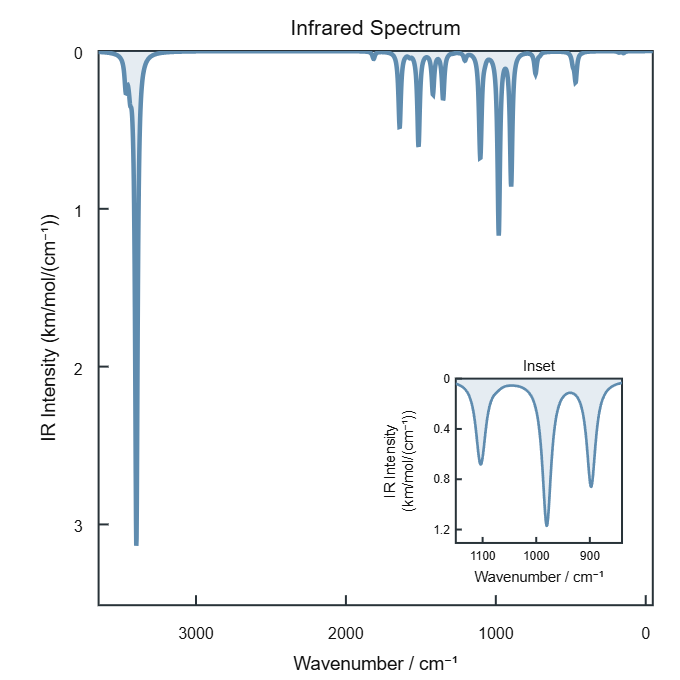 Infrared Spectrum
0
1
2
3
IR Intensity (km/mol/(cm⁻¹))
3000
2000
1000
0
Wavenumber / cm⁻¹
Inset
0
0.4
0.8
1.2
IR Intensity
(km/mol/(cm⁻¹))
1100
1000
900
Wavenumber / cm⁻¹